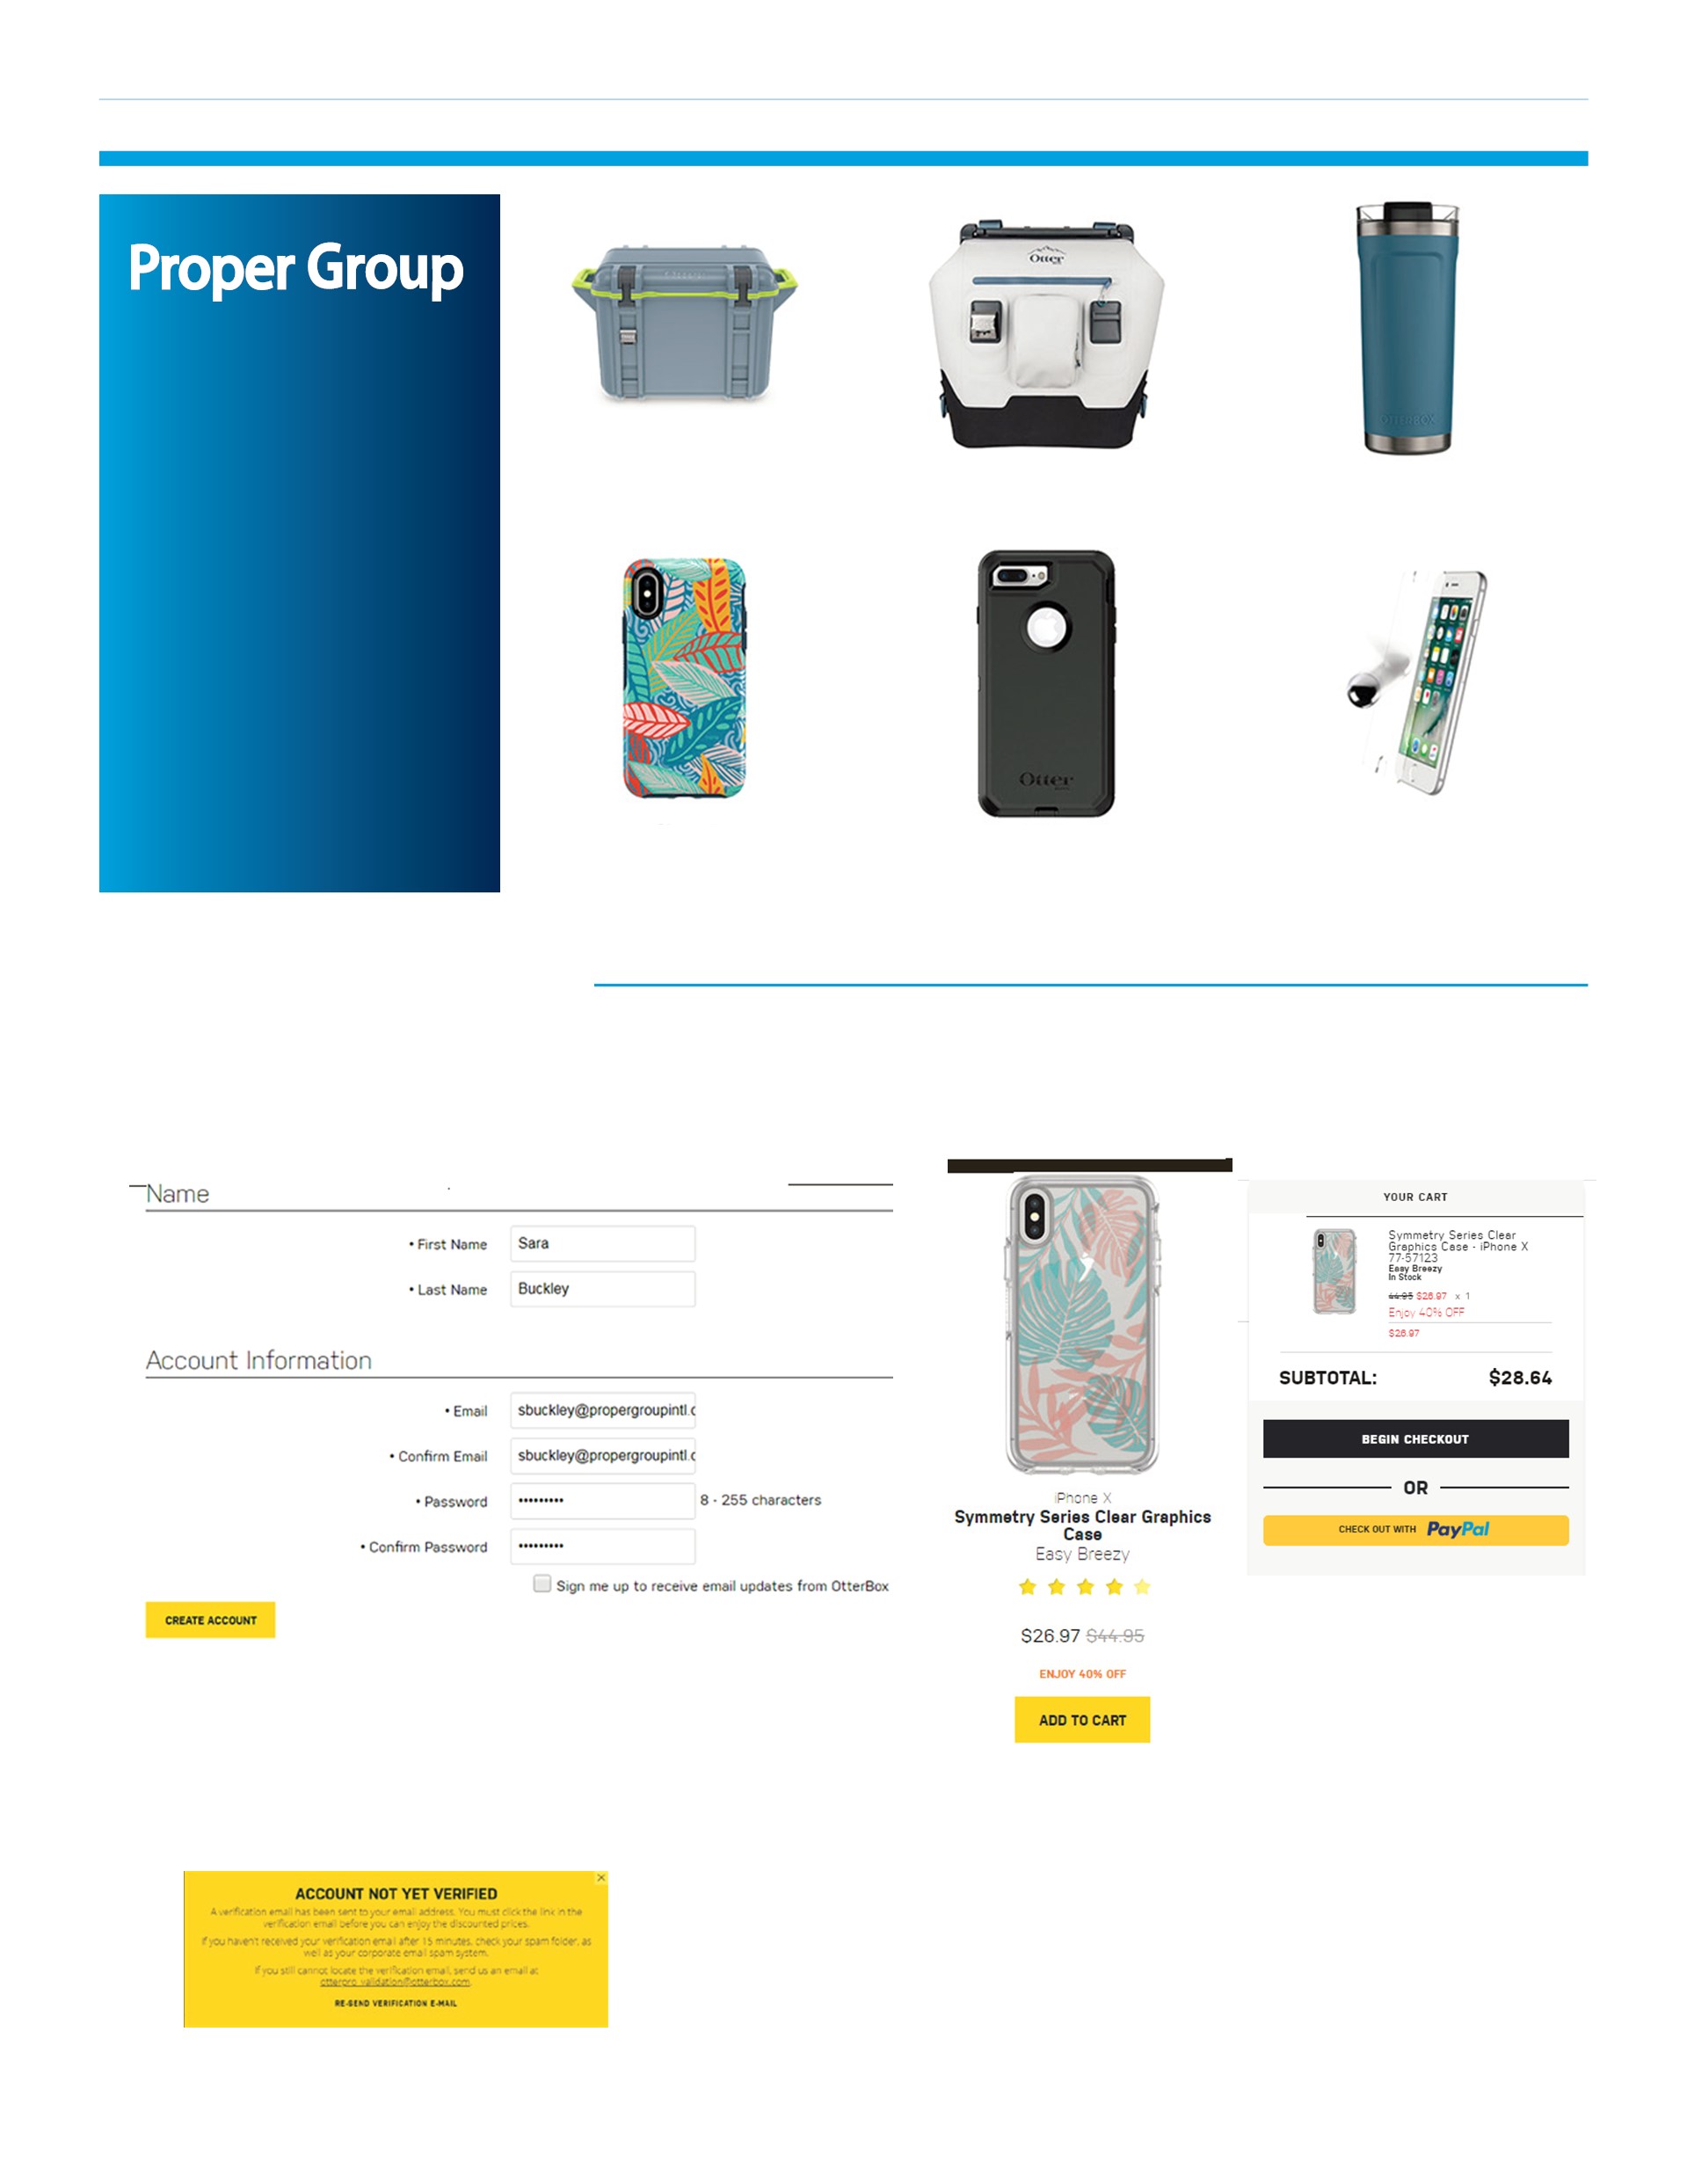 Proper Group
Otter
OTTERBOX
Otter
Name
• First Name Sara
• Last Name Buckley
Account Information
• Email sbuckley@propergroupintl.c
• Confirm Email sbuckley@propergroupintl.c
• Password ••••••••• 8 - 255 characters
• Confirm Password •••••••••
Sign me up to receive email updates from OtterBox
CREATE ACCOUNT
iPhone X
Symmetry Series Clear Graphics
Case
Easy Breezy
$26.97 $44.95
ENJOY 40% OFF
ADD TO CART
YOUR CART
Symmetry Series Clear
Graphics Case - iPhone X
77-57123
Easy Breezy
In Stock
44.95 $26.97 x 1
Enjoy 40% OFF
$26.97
SUBTOTAL: $28.64
BEGIN CHECKOUT
OR
CHECK OUT WITH PayPal
ACCOUNT NOT YET VERIFIED
A verification email has been sent to your email address. You must click the link in the
verification email before you can enjoy the discounted prices.
If you haven't received your verification email after 15 minutes, check your spam folder, as
well as your corporate email spam system.
If you still cannot locate the verification email, send us an email at
otterpro_validation@otterbox.com.
RE-SEND VERIFICATION E-MAIL